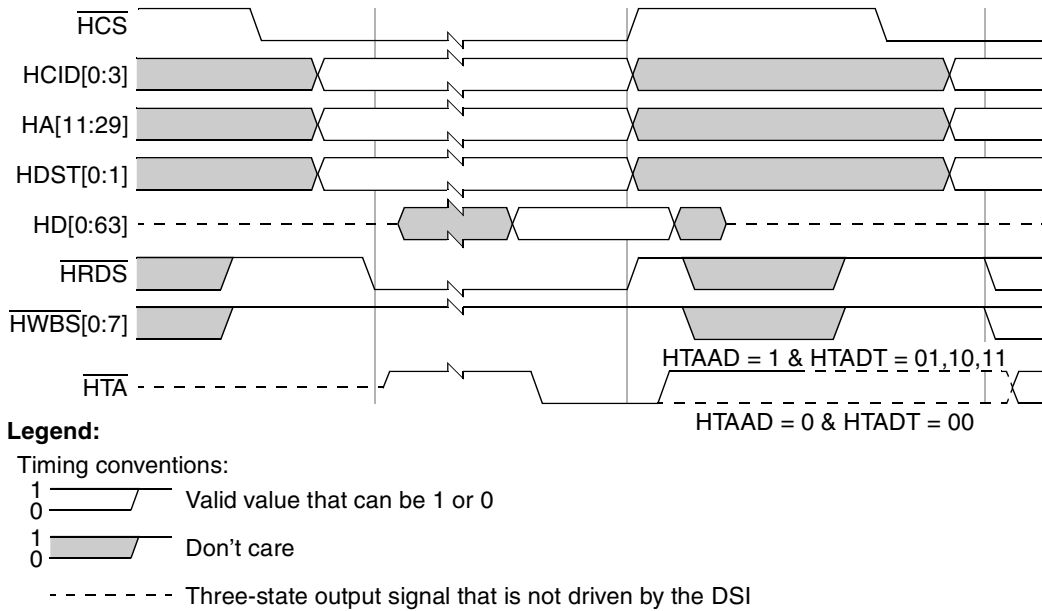 HCS
HCID[0:3]
HA[11:29]
HDST[0:1]
HD[0:63]
HRDS
HWBS[0:7]
HTAAD = 1 & HTADT = 01,10,11
HTA
HTAAD = 0 & HTADT = 00
Legend:
Timing conventions:
1
0
Valid value that can be 1 or 0
1
0
Don't care
Three-state output signal that is not driven by the DSI